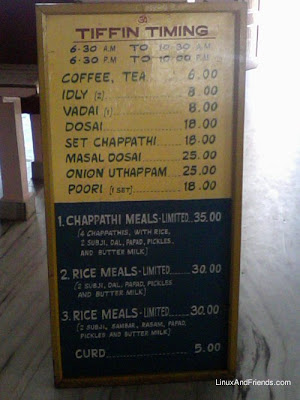 ॐ
TIFFIN TIMING
6-30 A.M TO 10-30 A.M
6-30 P.M TO 10-00 P.M
COFFEE, TEA 6.00
IDLY [2] 8.00
VADAI [1] 8.00
DOSAI 18.00
SET CHAPPATHI 18.00
MASAL DOSAI 25.00
ONION UTHAPPAM 25.00
POORI [1 SET] 18.00
1. CHAPPATHI MEALS-LIMITED 35.00
(4 CHAPPATHIS, WITH RICE,
2 SUBJI, DAL, PAPAD, PICKLES,
AND BUTTER MILK)
2. RICE MEALS-LIMITED 30.00
(2 SUBJI, DAL, PAPAD, PICKLES
AND BUTTER MILK)
3. RICE MEALS-LIMITED 30.00
(2 SUBJI, SAMBAR, RASAM, PAPAD,
PICKLES AND BUTTER MILK)
CURD 5.00
LinuxAndFriends.com